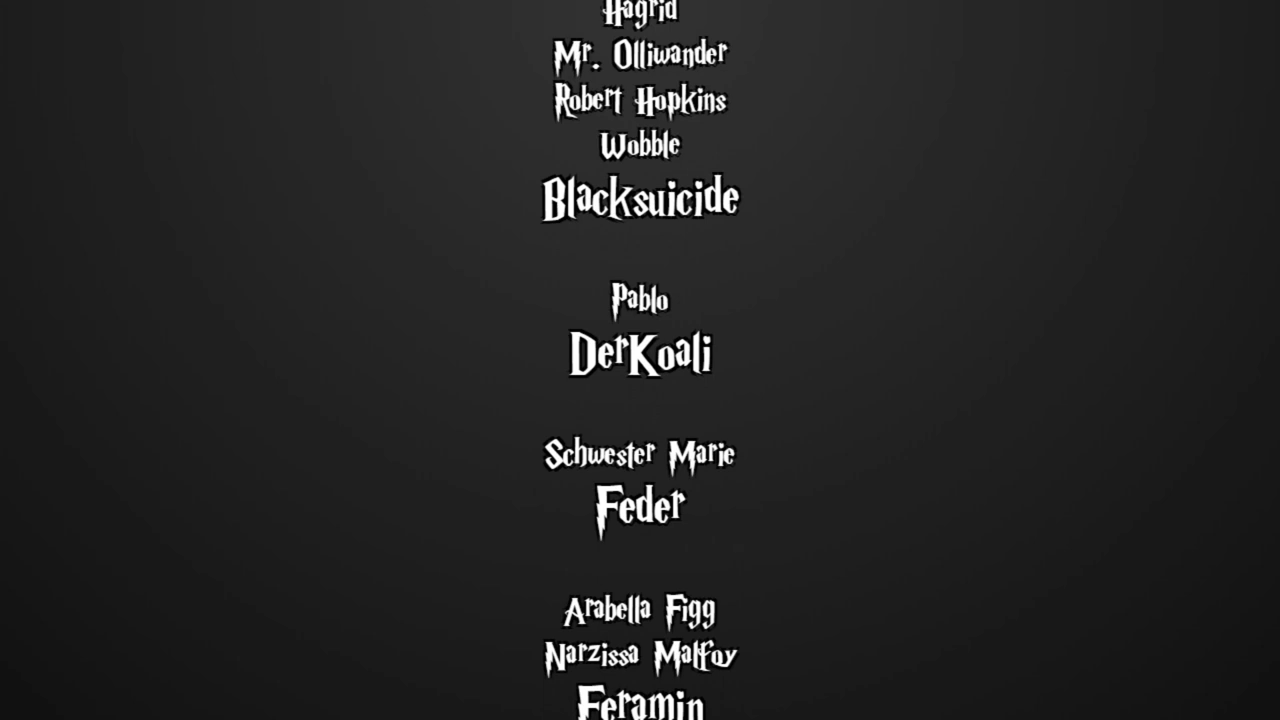 Hagrid
Mr. Olliwander
Robert Hopkins
Wobble
Blacksuicide
Pablo
DerKoali
Schwester Marie
Feder
Arabella Figg
Narzissa Malfoy
Feramin